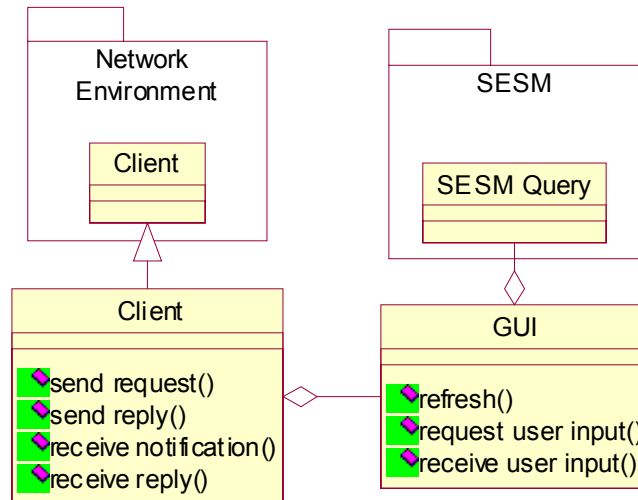 Network
Environment
Client
SESM
SESM Query
Client
send request()
send reply()
receive notification()
receive reply()
GUI
refresh()
request user input()
receive user input()